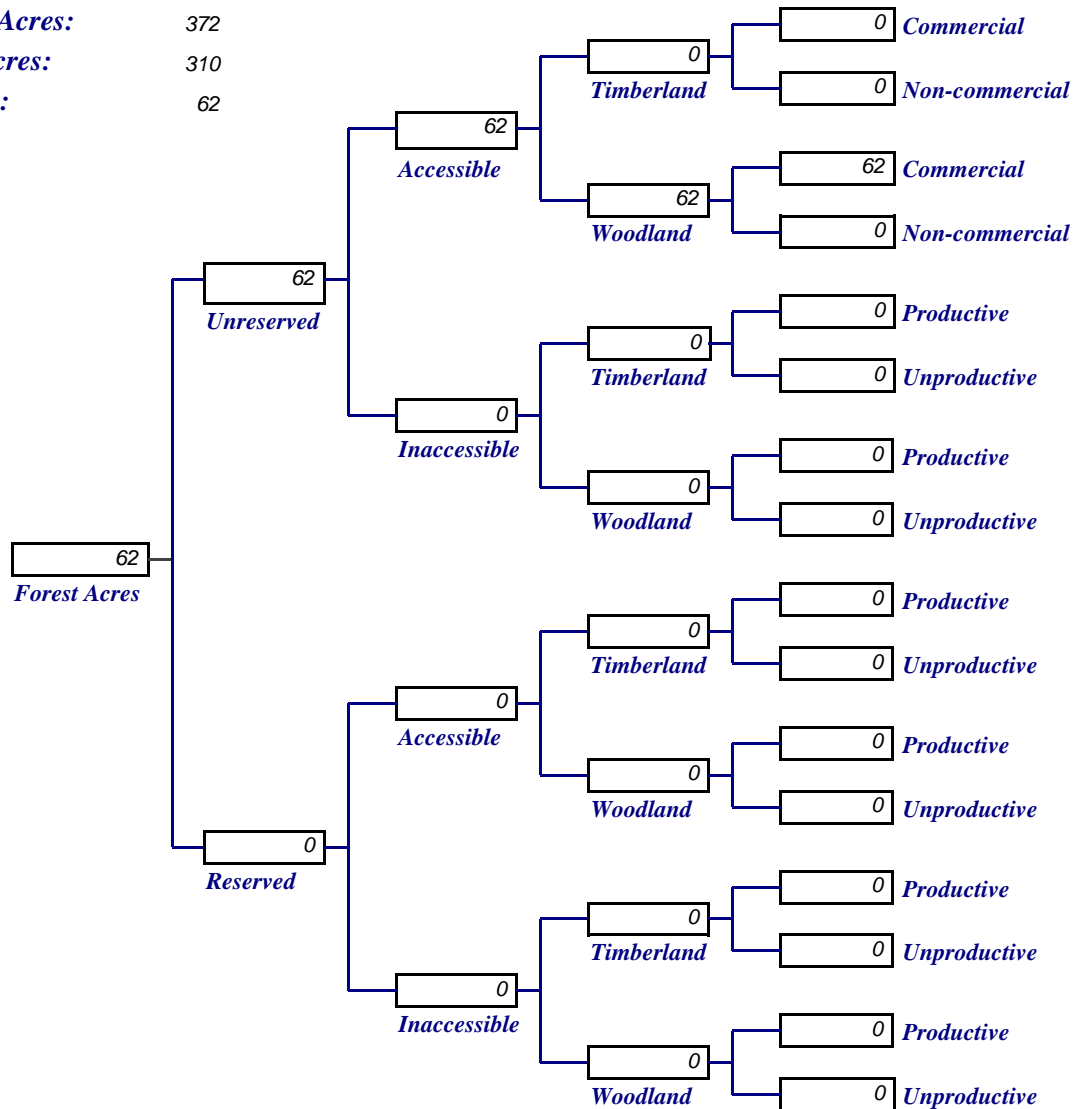 Acres: 372
cres: 310
: 62
0 Commercial
0
Timberland
0 Non-commercial
62
Accessible
62 Commercial
62
Woodland
0 Non-commercial
62
Unreserved
0 Productive
0
Timberland
0 Unproductive
0
Inaccessible
0 Productive
0
Woodland
0 Unproductive
62
Forest Acres
0 Productive
0
Timberland
0 Unproductive
0
Accessible
0 Productive
0
Woodland
0 Unproductive
0
Reserved
0 Productive
0
Timberland
0 Unproductive
0
Inaccessible
0 Productive
0
Woodland
0 Unproductive